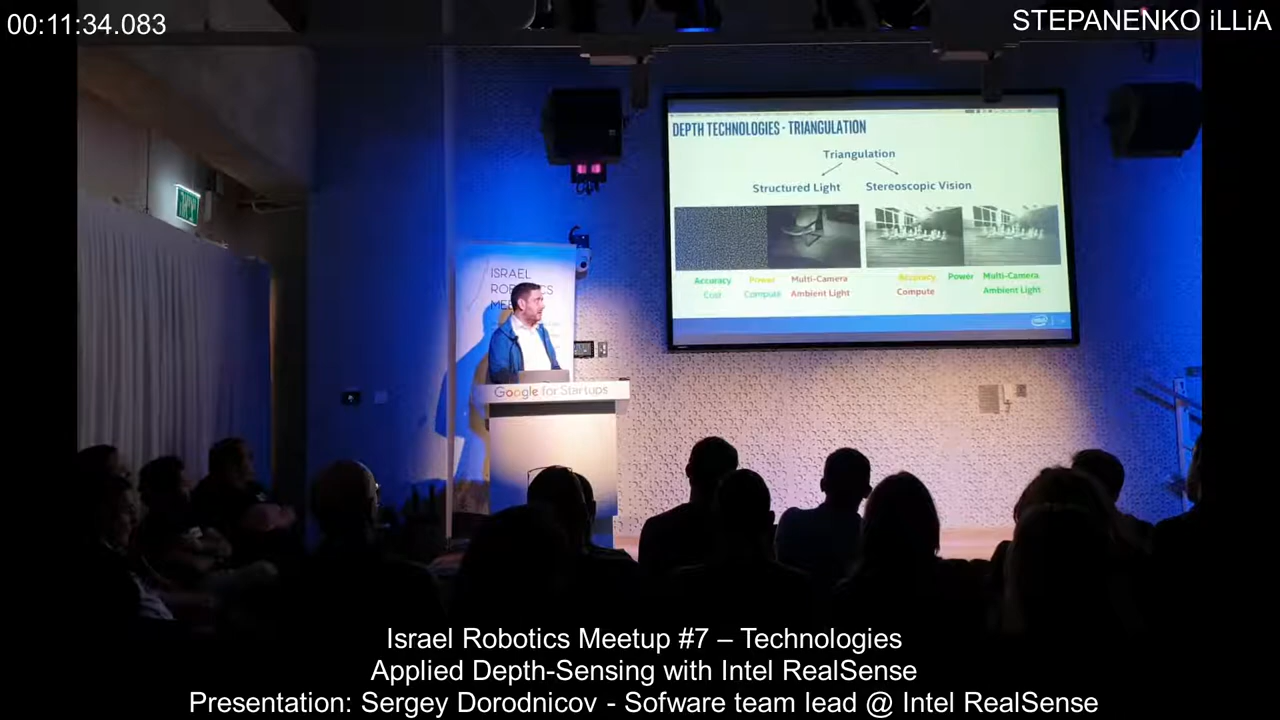 00:11:34.083
STEPANENKO iLLiA
DEPTH TECHNOLOGIES - TRIANGULATION
Triangulation
Structured Light Stereoscopic Vision
Accuracy Power Multi-Camera
Cost Compute Ambient Light
Accuracy Power Multi-Camera
Compute Ambient Light
intel
ISRAEL
ROBOTICS
Google for Startups
Israel Robotics Meetup #7 – Technologies
Applied Depth-Sensing with Intel RealSense
Presentation: Sergey Dorodnicov - Sofware team lead @ Intel RealSense